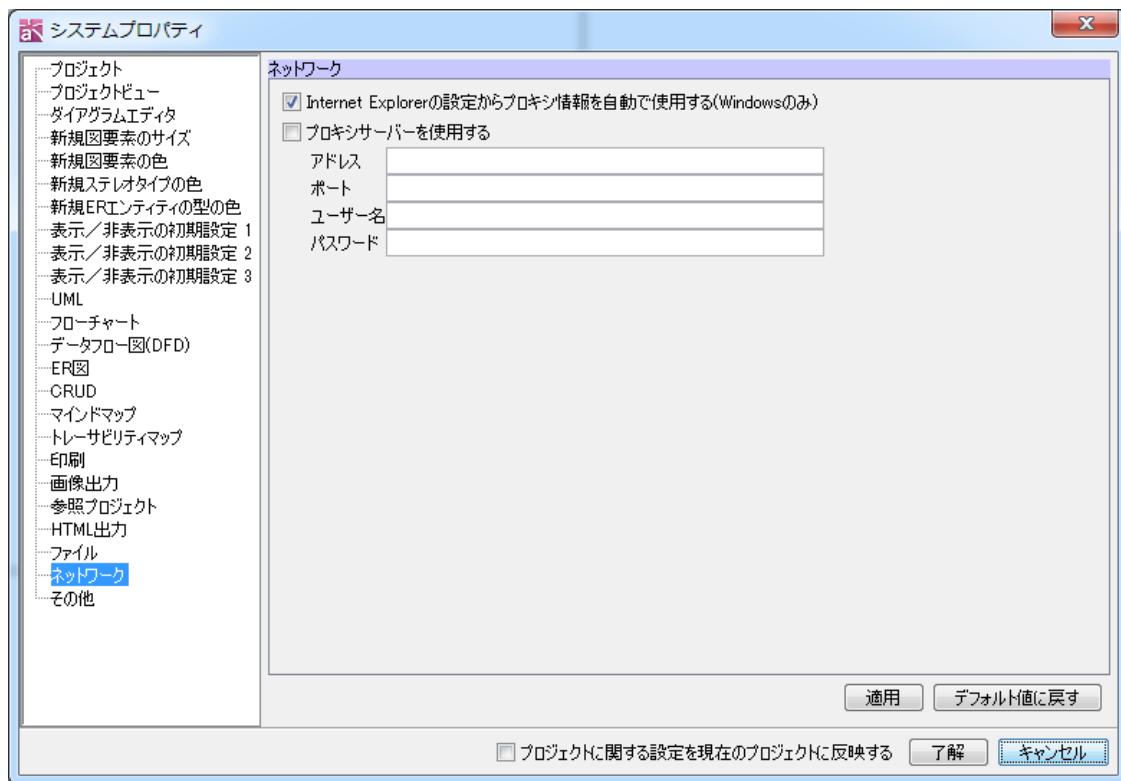 システムプロパティ
プロジェクト
プロジェクトビュー
ダイアグラムエディタ
新規図要素のサイズ
新規図要素の色
新規ステレオタイプの色
新規ERエンティティの型の色
表示／非表示の初期設定 1
表示／非表示の初期設定 2
表示／非表示の初期設定 3
UML
フローチャート
データフロー図(DFD)
ER図
CRUD
マインドマップ
トレーサビリティマップ
印刷
画像出力
参照プロジェクト
HTML出力
ファイル
ネットワーク
その他
ネットワーク
Internet Explorerの設定からプロキシ情報を自動で使用する(Windowsのみ)
プロキシサーバーを使用する
アドレス
ポート
ユーザー名
パスワード
適用 デフォルト値に戻す
プロジェクトに関する設定を現在のプロジェクトに反映する 了解 キャンセル